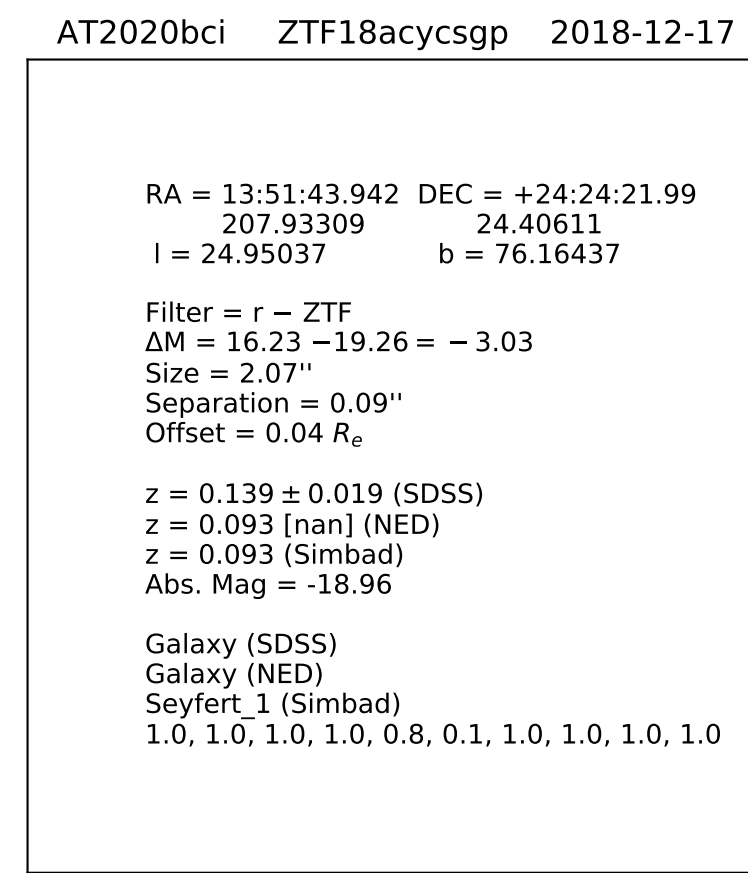 AT2020bci ZTF18acycsgp 2018-12-17
RA = 13:51:43.942 DEC = +24:24:21.99
207.93309 24.40611
l = 24.95037 b = 76.16437
Filter = r − ZTF
ΔM = 16.23 −19.26 = − 3.03
Size = 2.07''
Separation = 0.09''
Offset = 0.04 Re
z = 0.139 ± 0.019 (SDSS)
z = 0.093 [nan] (NED)
z = 0.093 (Simbad)
Abs. Mag = -18.96
Galaxy (SDSS)
Galaxy (NED)
Seyfert_1 (Simbad)
1.0, 1.0, 1.0, 1.0, 0.8, 0.1, 1.0, 1.0, 1.0, 1.0